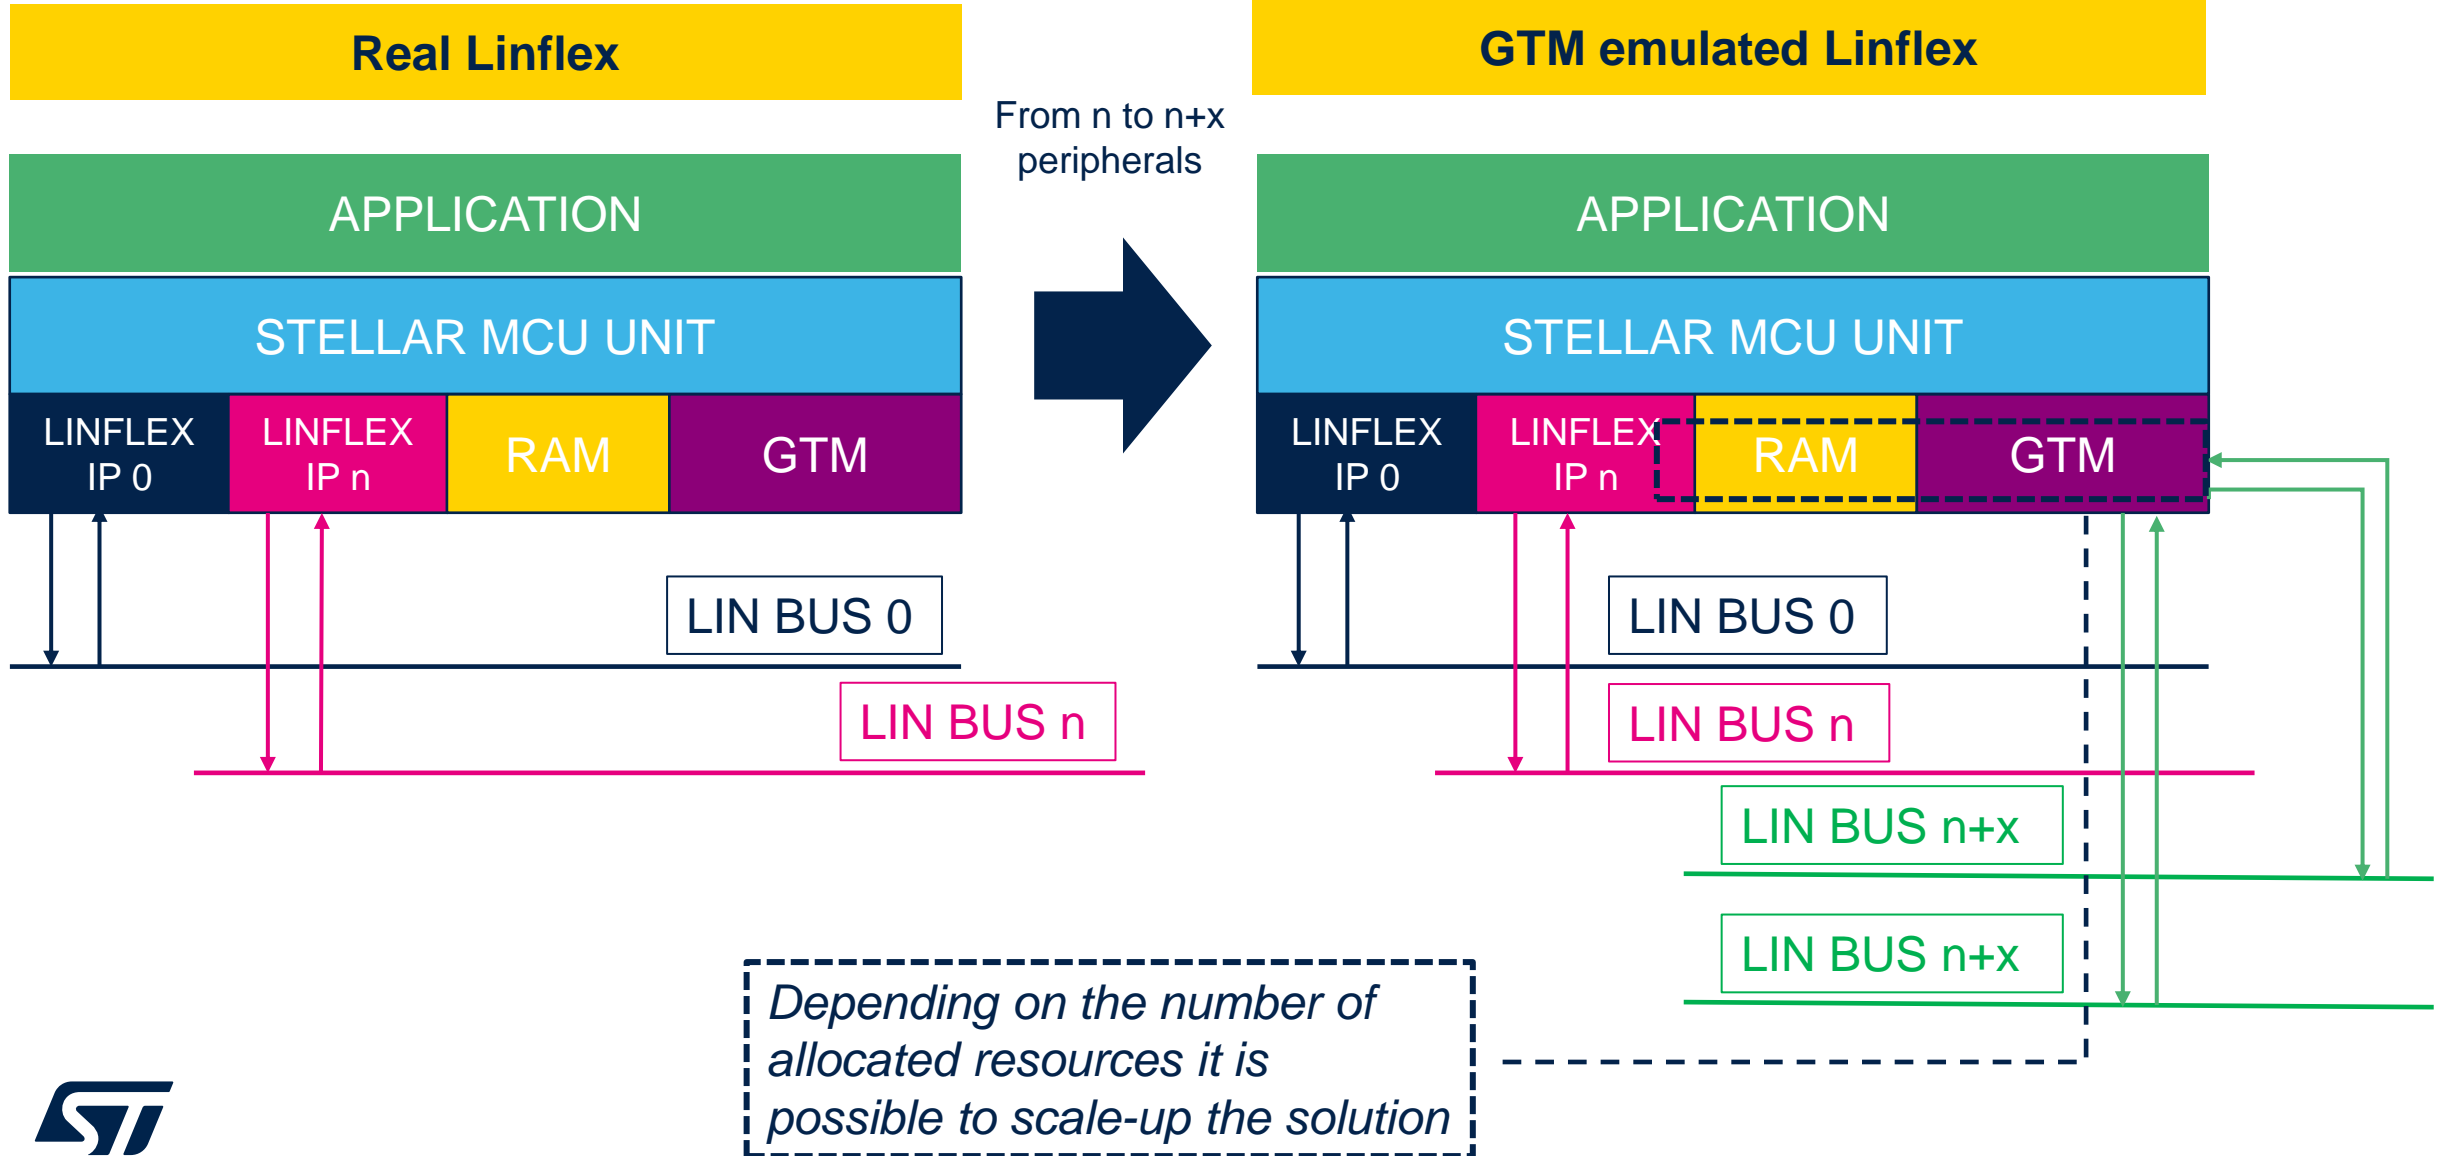 Real Linflex
GTM emulated Linflex
From n to n+x
peripherals
APPLICATION
STELLAR MCU UNIT
LINFLEX
IP 0
LINFLEX
IP n
RAM
GTM
LIN BUS 0
LIN BUS n
APPLICATION
STELLAR MCU UNIT
LINFLEX
IP 0
LINFLEX
IP n
RAM
GTM
LIN BUS 0
LIN BUS n
LIN BUS n+x
LIN BUS n+x
Depending on the number of
allocated resources it is
possible to scale-up the solution
ST